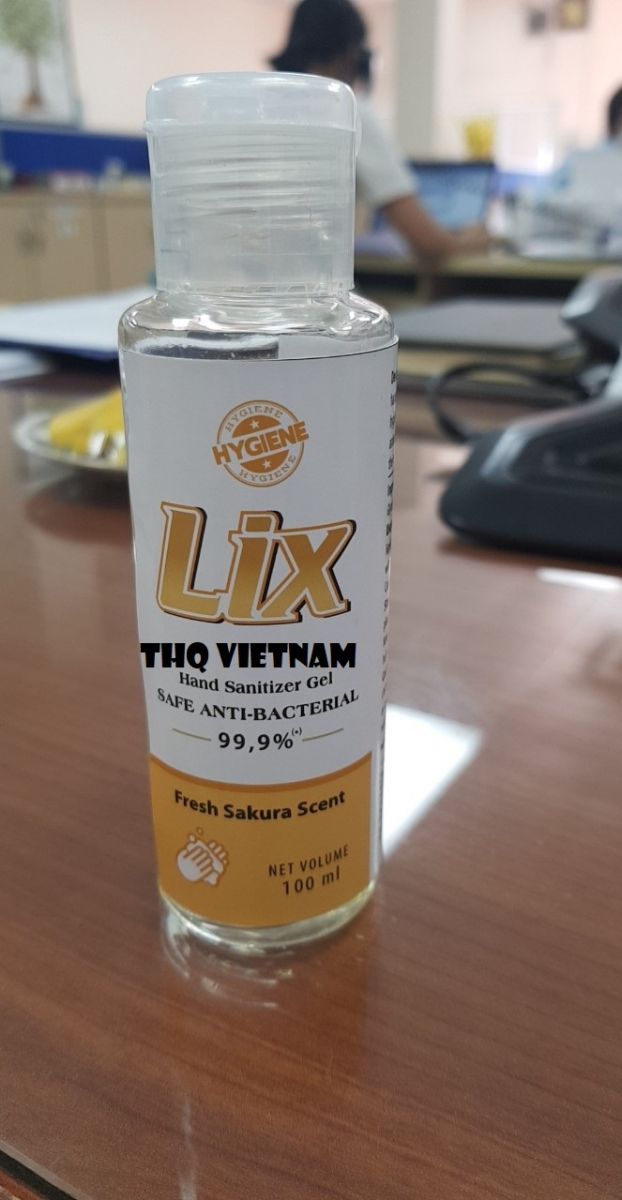 HYGIENE
HYGIENE
HYGIENE
Lix
THQ VIETNAM
Hand Sanitizer Gel
SAFE ANTI-BACTERIAL
99,9%(*)
Fresh Sakura Scent
NET VOLUME
100 ml